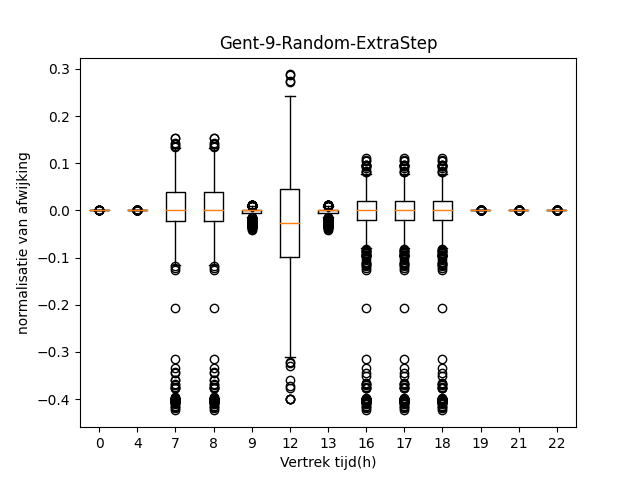 Gent-9-Random-ExtraStep
normalisatie van afwijking
0.3
0.2
0.1
0.0
−0.1
−0.2
−0.3
−0.4
0 4 7 8 9 12 13 16 17 18 19 21 22
Vertrek tijd(h)